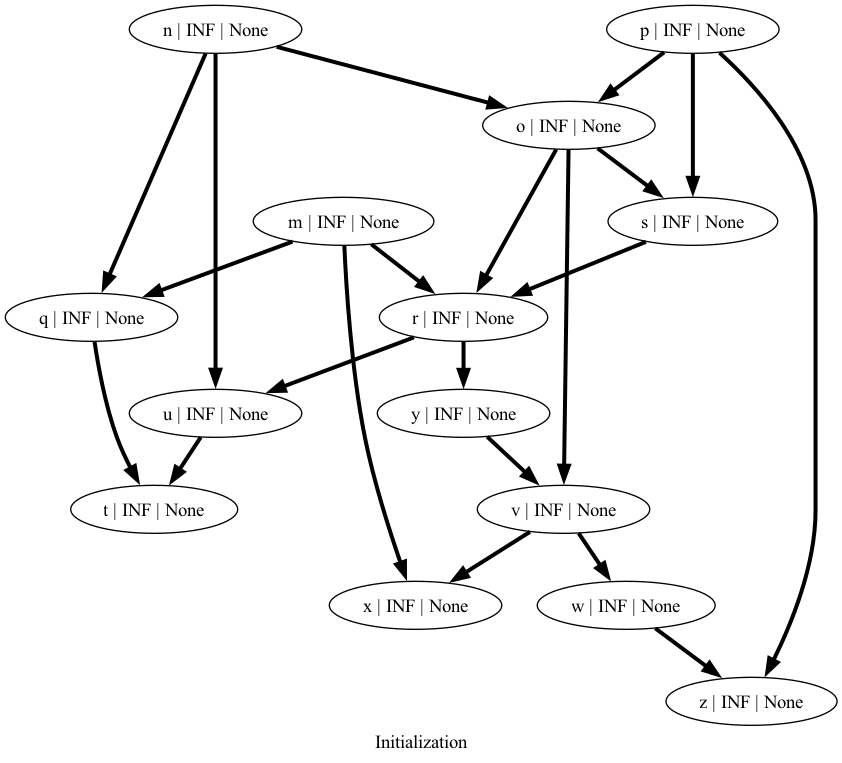 n | INF | None
p | INF | None
o | INF | None
m | INF | None
s | INF | None
q | INF | None
r | INF | None
u | INF | None
y | INF | None
t | INF | None
v | INF | None
x | INF | None
w | INF | None
z | INF | None
Initialization